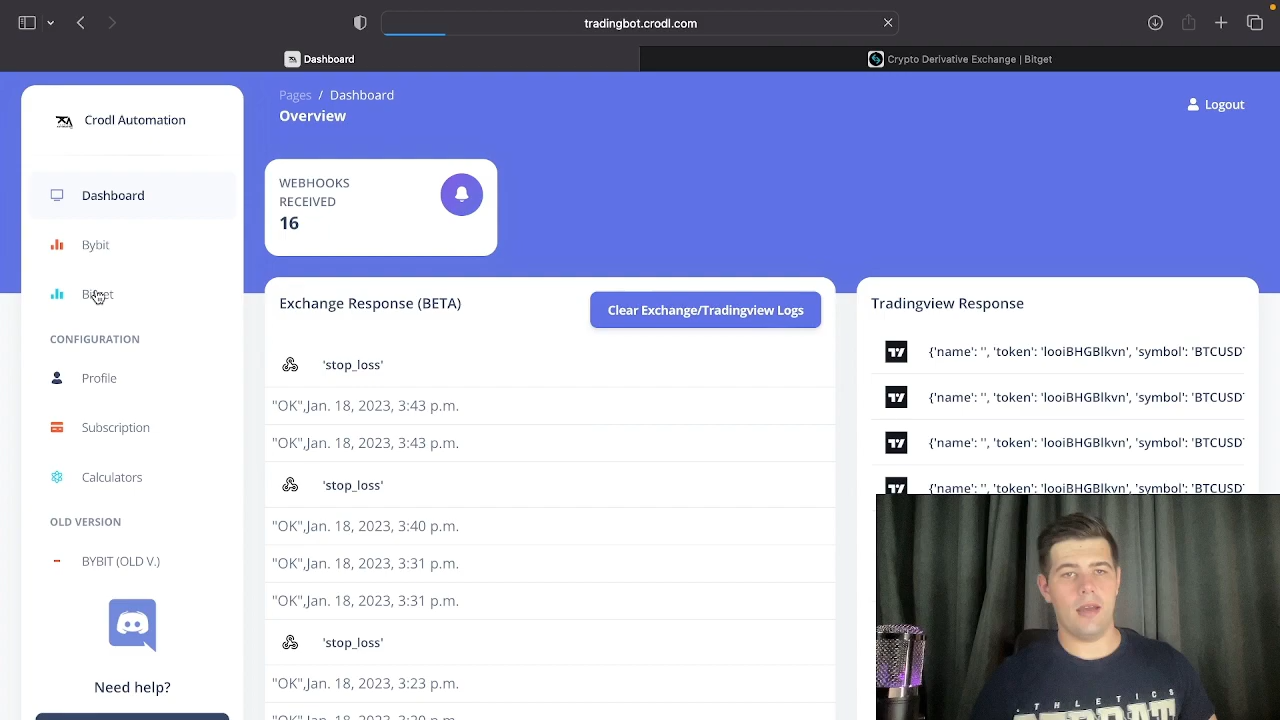 tradingbot.crodl.com
Dashboard
Crypto Derivative Exchange | Bitget
Crodl Automation
Pages / Dashboard
Overview
Logout
Dashboard
Bybit
Bitget
CONFIGURATION
Profile
Subscription
Calculators
OLD VERSION
BYBIT (OLD V.)
Need help?
WEBHOOKS
RECEIVED
16
Exchange Response (BETA)
Clear Exchange/Tradingview Logs
'stop_loss'
"OK",Jan. 18, 2023, 3:43 p.m.
"OK",Jan. 18, 2023, 3:43 p.m.
'stop_loss'
"OK",Jan. 18, 2023, 3:40 p.m.
"OK",Jan. 18, 2023, 3:31 p.m.
"OK",Jan. 18, 2023, 3:31 p.m.
'stop_loss'
"OK",Jan. 18, 2023, 3:23 p.m.
Tradingview Response
{'name': '', 'token': 'looiBHGBlkvn', 'symbol': 'BTCUSD
{'name': '', 'token': 'looiBHGBlkvn', 'symbol': 'BTCUSD
{'name': '', 'token': 'looiBHGBlkvn', 'symbol': 'BTCUSD
{'name': '', 'token': 'looiBHGBlkvn', 'symbol': 'BTCUSD
ATHLETICS